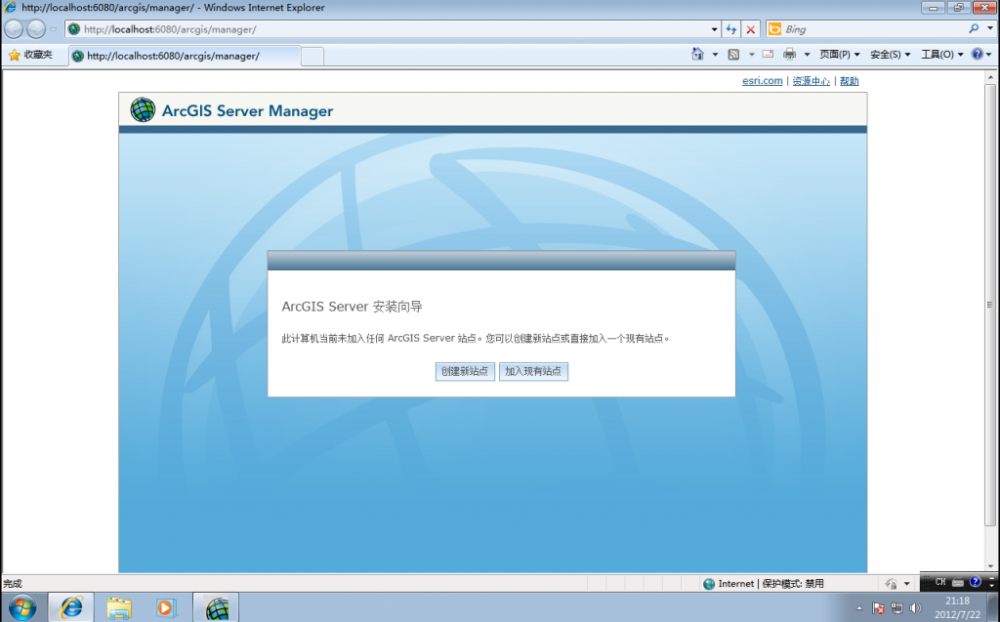 http://localhost:6080/arcgis/manager/ - Windows Internet Explorer
http://localhost:6080/arcgis/manager/
Bing
收藏夹
http://localhost:6080/arcgis/manager/
页面(P)
安全(S)
工具(O)
esri.com | 资源中心 | 帮助
ArcGIS Server Manager
ArcGIS Server 安装向导
此计算机当前未加入任何 ArcGIS Server 站点。您可以创建新站点或直接加入一个现有站点。
创建新站点 加入现有站点
完成
Internet | 保护模式: 禁用
CH
21:18
2012/7/22